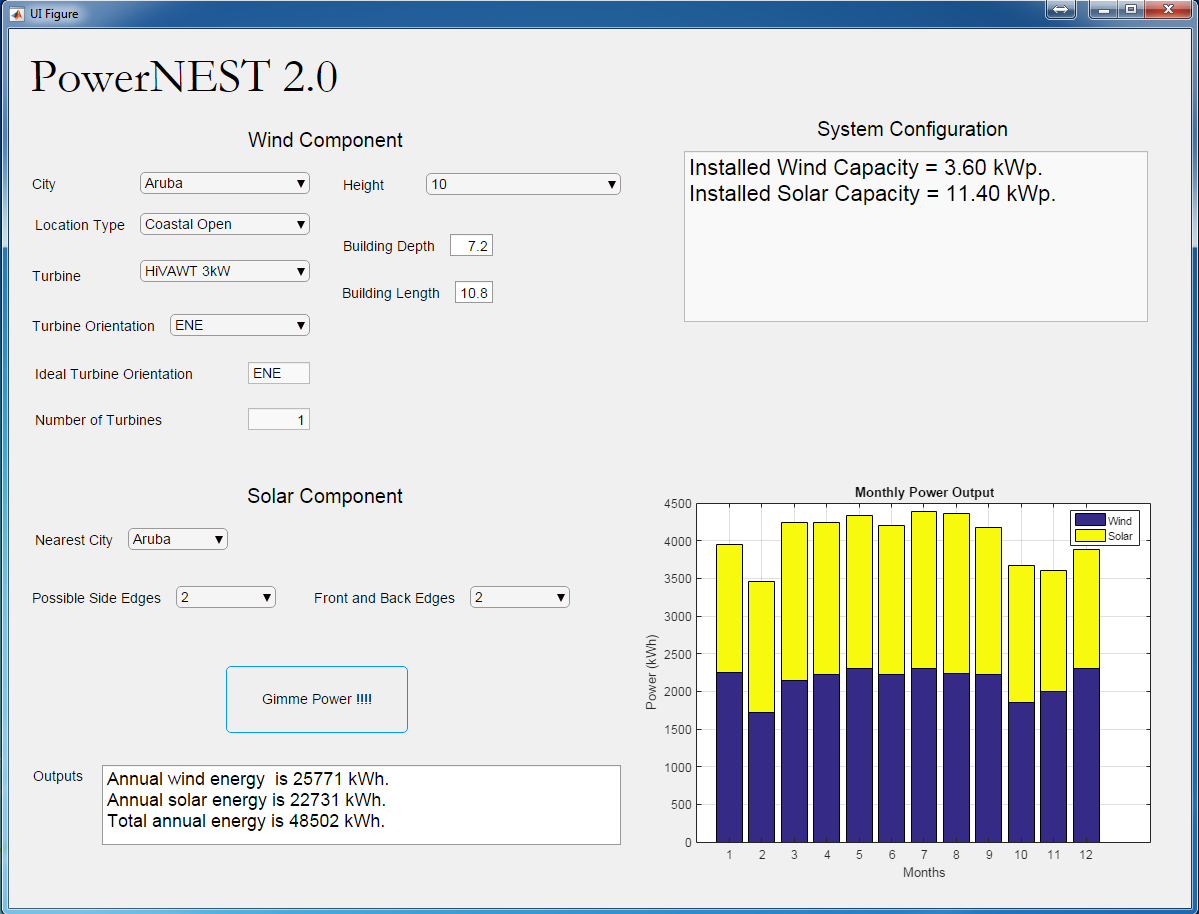 UI Figure
PowerNEST 2.0
Wind Component
City
Aruba
Height
10
Location Type
Coastal Open
Building Depth
7.2
Turbine
HiVAWT 3kW
Building Length
10.8
Turbine Orientation
ENE
Ideal Turbine Orientation
ENE
Number of Turbines
1
System Configuration
Installed Wind Capacity = 3.60 kWp.
Installed Solar Capacity = 11.40 kWp.
Solar Component
Nearest City
Aruba
Possible Side Edges
2
Front and Back Edges
2
Gimme Power !!!!
Outputs
Annual wind energy  is 25771 kWh.
Annual solar energy is 22731 kWh.
Total annual energy is 48502 kWh.
Monthly Power Output
Wind
Solar
Power (kWh)
4500
4000
3500
3000
2500
2000
1500
1000
500
0
1 2 3 4 5 6 7 8 9 10 11 12
Months